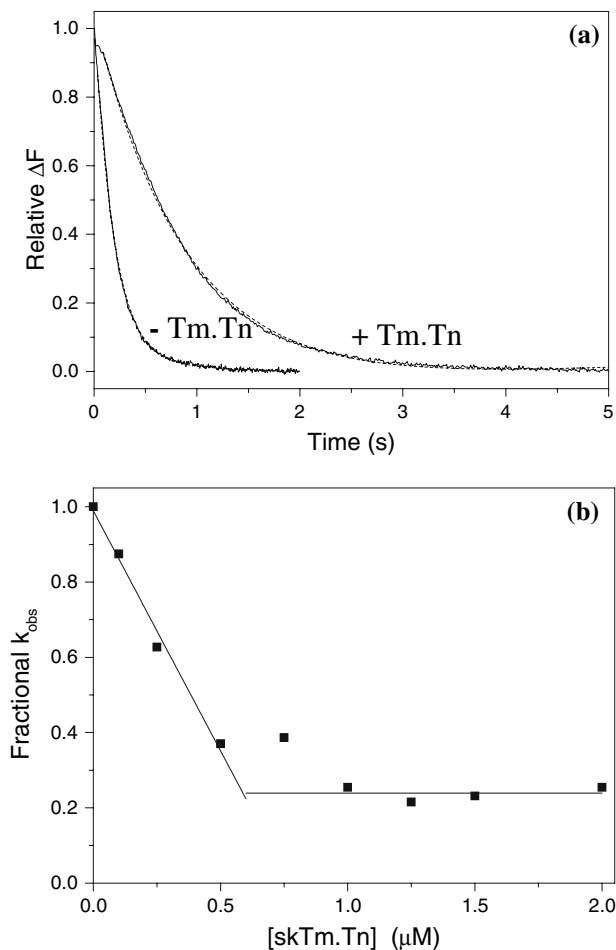 (a)
1.0
0.8
0.6
0.4
0.2
0.0
Relative ΔF
- Tm.Tn
+ Tm.Tn
0 1 2 3 4 5
Time (s)
(b)
1.0
0.8
0.6
0.4
0.2
0.0
Fractional k_obs
0.0 0.5 1.0 1.5 2.0
[skTm.Tn] (μM)